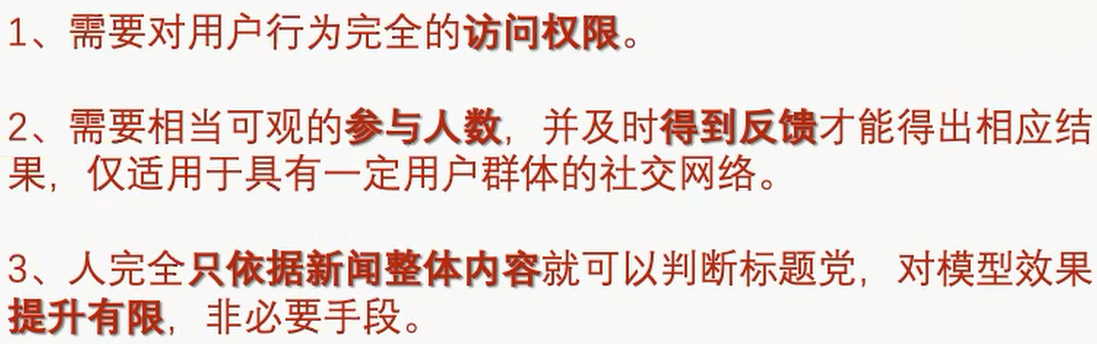 1、需要对用户行为完全的访问权限。
2、需要相当可观的参与人数，并及时得到反馈才能得出相应结
果，仅适用于具有一定用户群体的社交网络。
3、人完全只依据新闻整体内容就可以判断标题党，对模型效果
提升有限，非必要手段。